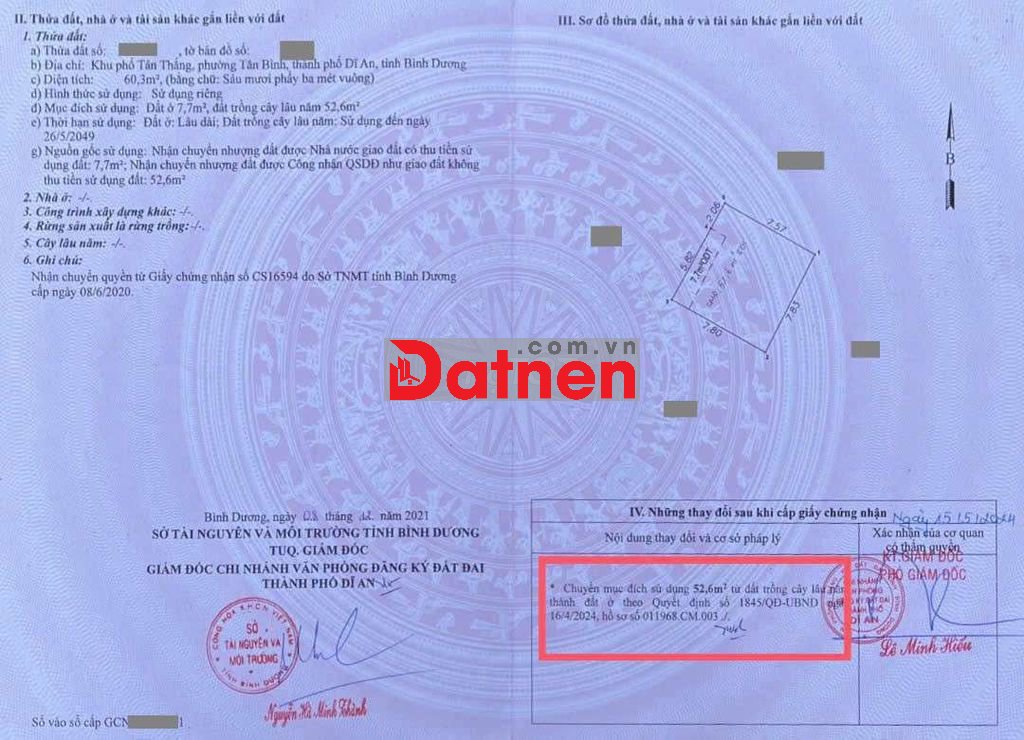 II. Thửa đất, nhà ở và tài sản khác gắn liền với đất
1. Thửa đất:
a) Thửa đất số: , tờ bản đồ số:
b) Địa chỉ: Khu phố Tân Thắng, phường Tân Bình, thành phố Dĩ An, tỉnh Bình Dương
c) Diện tích: 60,3m², (bằng chữ: Sáu mươi phẩy ba mét vuông)
d) Hình thức sử dụng: Sử dụng riêng
đ) Mục đích sử dụng: Đất ở 7,7m², đất trồng cây lâu năm 52,6m²
e) Thời hạn sử dụng: Đất ở: Lâu dài; Đất trồng cây lâu năm: Sử dụng đến ngày
26/5/2049
g) Nguồn gốc sử dụng: Nhận chuyển nhượng đất được Nhà nước giao đất có thu tiền sử
dụng đất: 7,7m²; Nhận chuyển nhượng đất được Công nhận QSDĐ như giao đất không
thu tiền sử dụng đất: 52,6m²
2. Nhà ở: -/-.
3. Công trình xây dựng khác: -/-.
4. Rừng sản xuất là rừng trồng: -/-.
5. Cây lâu năm: -/-.
6. Ghi chú:
Nhận chuyển quyền từ Giấy chứng nhận số CS16594 do Sở TNMT tỉnh Bình Dương
cấp ngày 08/6/2020.
Bình Dương, ngày 08 tháng 12 năm 2021
SỞ TÀI NGUYÊN VÀ MÔI TRƯỜNG TỈNH BÌNH DƯƠNG
TUQ. GIÁM ĐỐC
GIÁM ĐỐC CHI NHÁNH VĂN PHÒNG ĐĂNG KÝ ĐẤT ĐAI
THÀNH PHỐ DĨ AN
SỞ
TÀI NGUYÊN VÀ
MÔI TRƯỜNG
Nguyễn Hà Minh Thành
Số vào sổ cấp GCN 1
III. Sơ đồ thửa đất, nhà ở và tài sản khác gắn liền với đất
B
2.06
7.57
5.82
7.83
7.80
Datnen
.com.vn
IV. Những thay đổi sau khi cấp giấy chứng nhận
Nội dung thay đổi và cơ sở pháp lý
Xác nhận của cơ quan
có thẩm quyền
Ngày 15/5/2024
KT.GIÁM ĐỐC
PHÓ GIÁM ĐỐC
* Chuyển mục đích sử dụng 52,6m² từ đất trồng cây lâu năm
thành đất ở theo Quyết định số 1845/QĐ-UBND
16/4/2024, hồ sơ số 011968.CM.003./.
DĨ AN
Lê Minh Hiếu